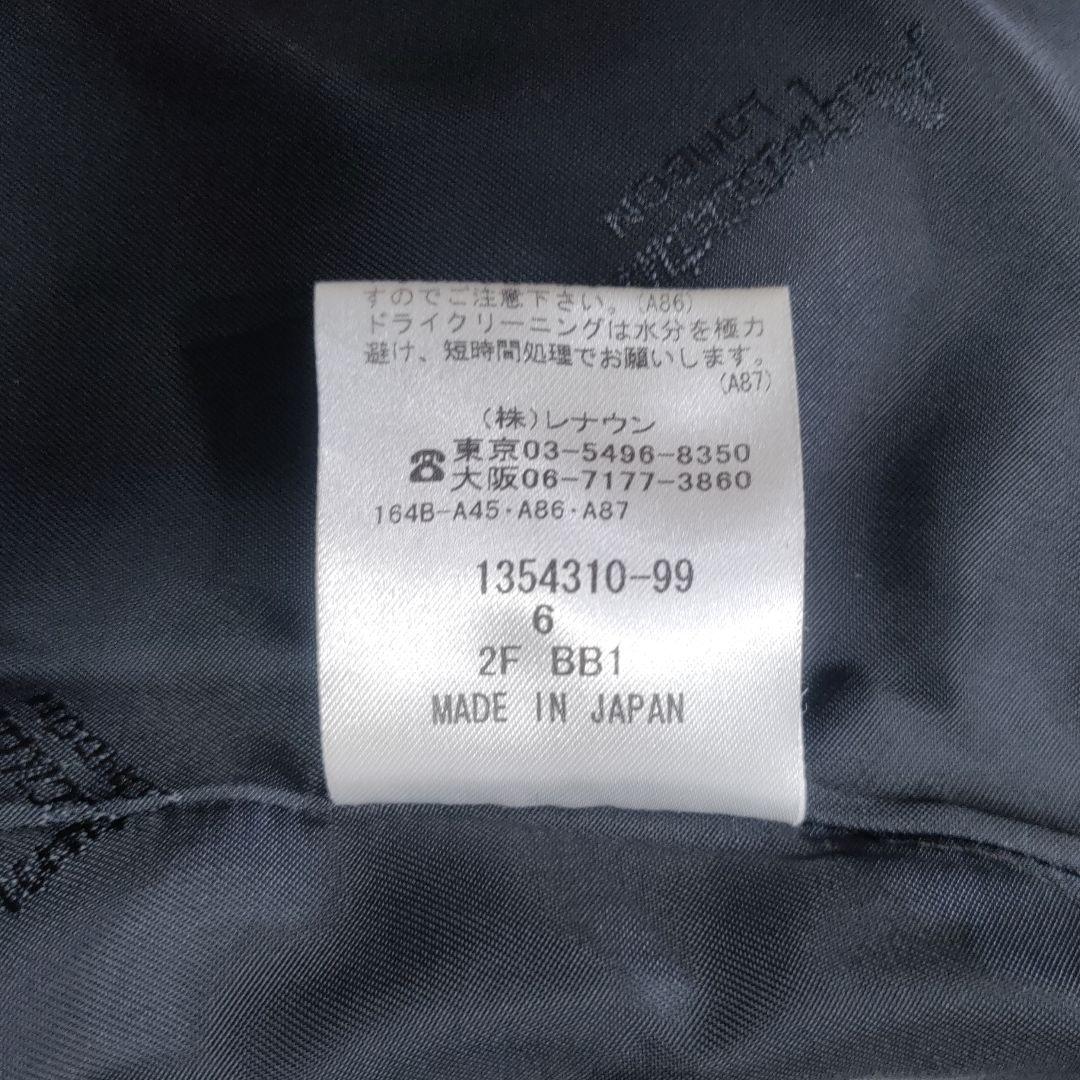 すのでご注意下さい。(A86)
ドライクリーニングは水分を極力
避け、短時間処理でお願いします。
(A87)
(株)レナウン
☎東京03-5496-8350
大阪06-7177-3860
164B-A45・A86・A87
1354310-99
6
2F BB1
MADE IN JAPAN